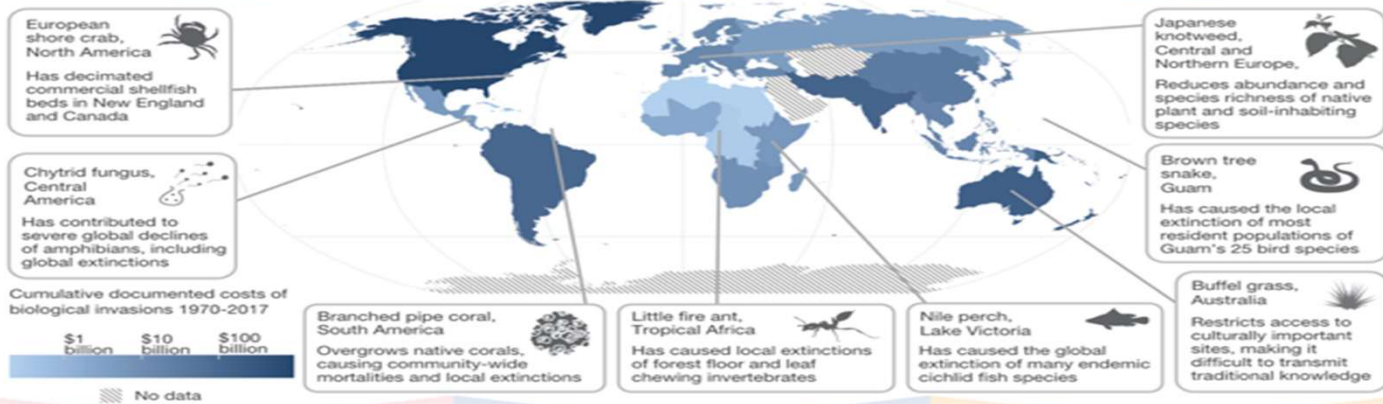 European
shore crab,
North America
Has decimated
commercial shellfish
beds in New England
and Canada
Chytrid fungus,
Central
America
Has contributed to
severe global declines
of amphibians, including
global extinctions
Cumulative documented costs of
biological invasions 1970-2017
$1
billion
$10
billion
$100
billion
No data
Branched pipe coral,
South America
Overgrows native corals,
causing community-wide
mortalities and local extinctions
Little fire ant,
Tropical Africa
Has caused local extinctions
of forest floor and leaf
chewing invertebrates
Nile perch,
Lake Victoria
Has caused the global
extinction of many endemic
cichlid fish species
Japanese
knotweed,
Central and
Northern Europe,
Reduces abundance and
species richness of native
plant and soil-inhabiting
species
Brown tree
snake,
Guam
Has caused the local
extinction of most
resident populations of
Guam's 25 bird species
Buffel grass,
Australia
Restricts access to
culturally important
sites, making it
difficult to transmit
traditional knowledge